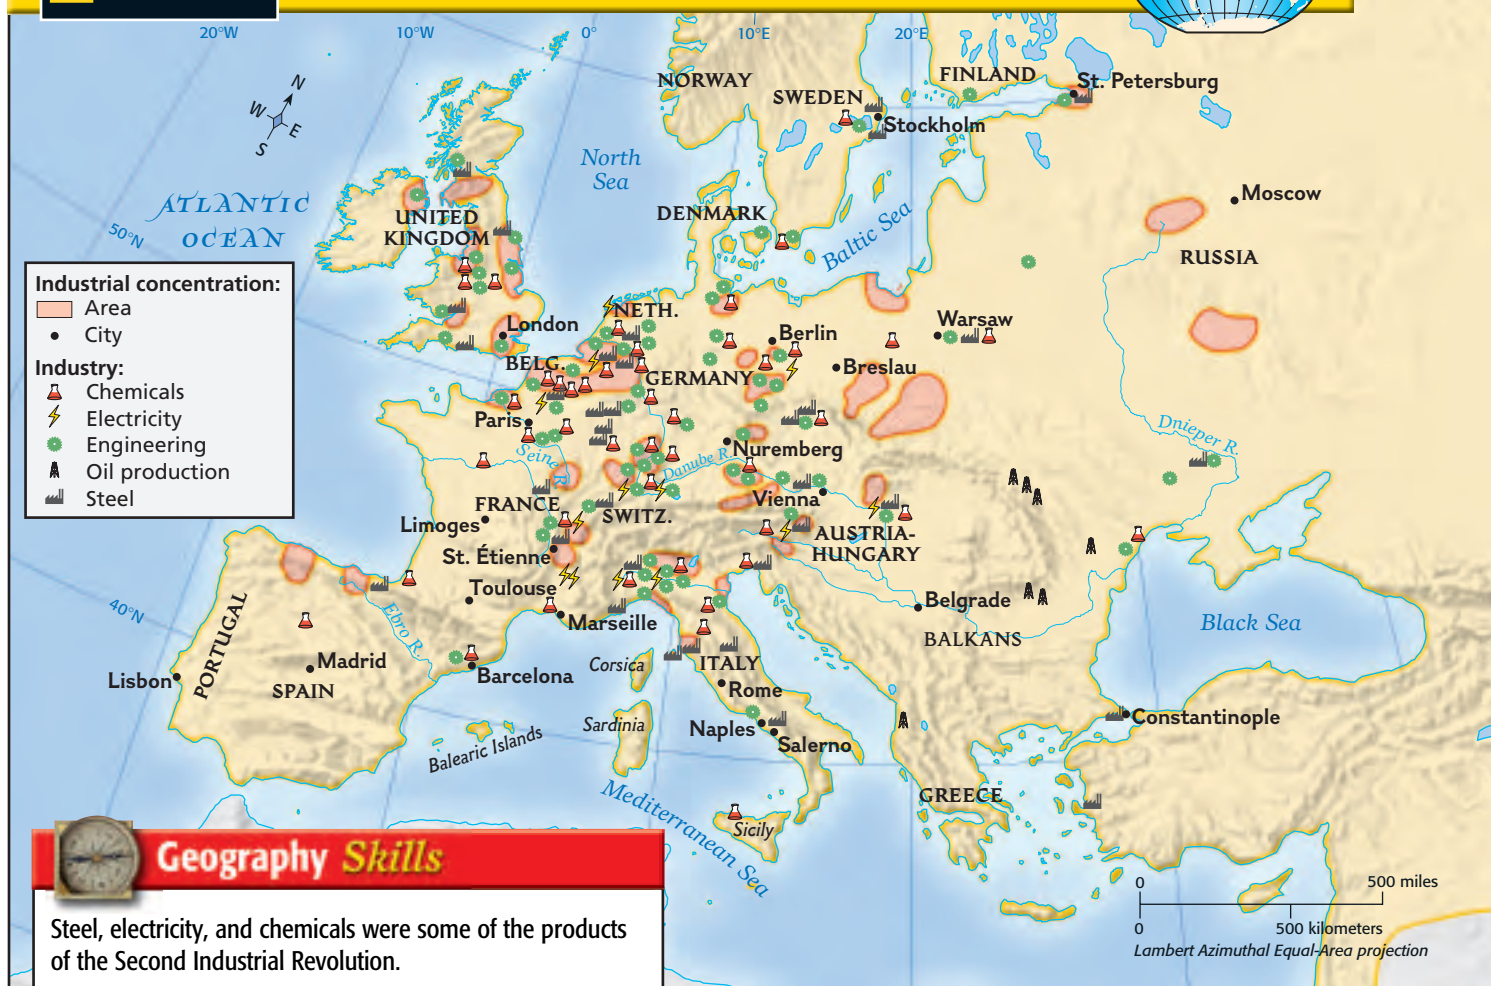 20°W
10°W
0°
10°E
20°E
N
W
E
S
NORWAY
SWEDEN
FINLAND
St. Petersburg
Stockholm
North
Sea
ATLANTIC
OCEAN
50°N
UNITED
KINGDOM
DENMARK
Baltic Sea
Moscow
RUSSIA
Industrial concentration:
Area
City
Industry:
Chemicals
Electricity
Engineering
Oil production
Steel
London
NETH.
Berlin
Warsaw
BELG.
GERMANY
Breslau
Paris
Seine R.
Nuremberg
Danube R.
Dnieper R.
FRANCE
SWITZ.
Vienna
Limoges
AUSTRIA-
HUNGARY
St. Étienne
Toulouse
Marseille
Belgrade
BALKANS
Black Sea
40°N
Ebro R.
PORTUGAL
Madrid
Lisbon
SPAIN
Barcelona
Corsica
ITALY
Rome
Sardinia
Naples
Salerno
Balearic Islands
Constantinople
Mediterranean Sea
GREECE
Sicily
0
500 miles
0
500 kilometers
Lambert Azimuthal Equal-Area projection
Geography Skills
Steel, electricity, and chemicals were some of the products
of the Second Industrial Revolution.